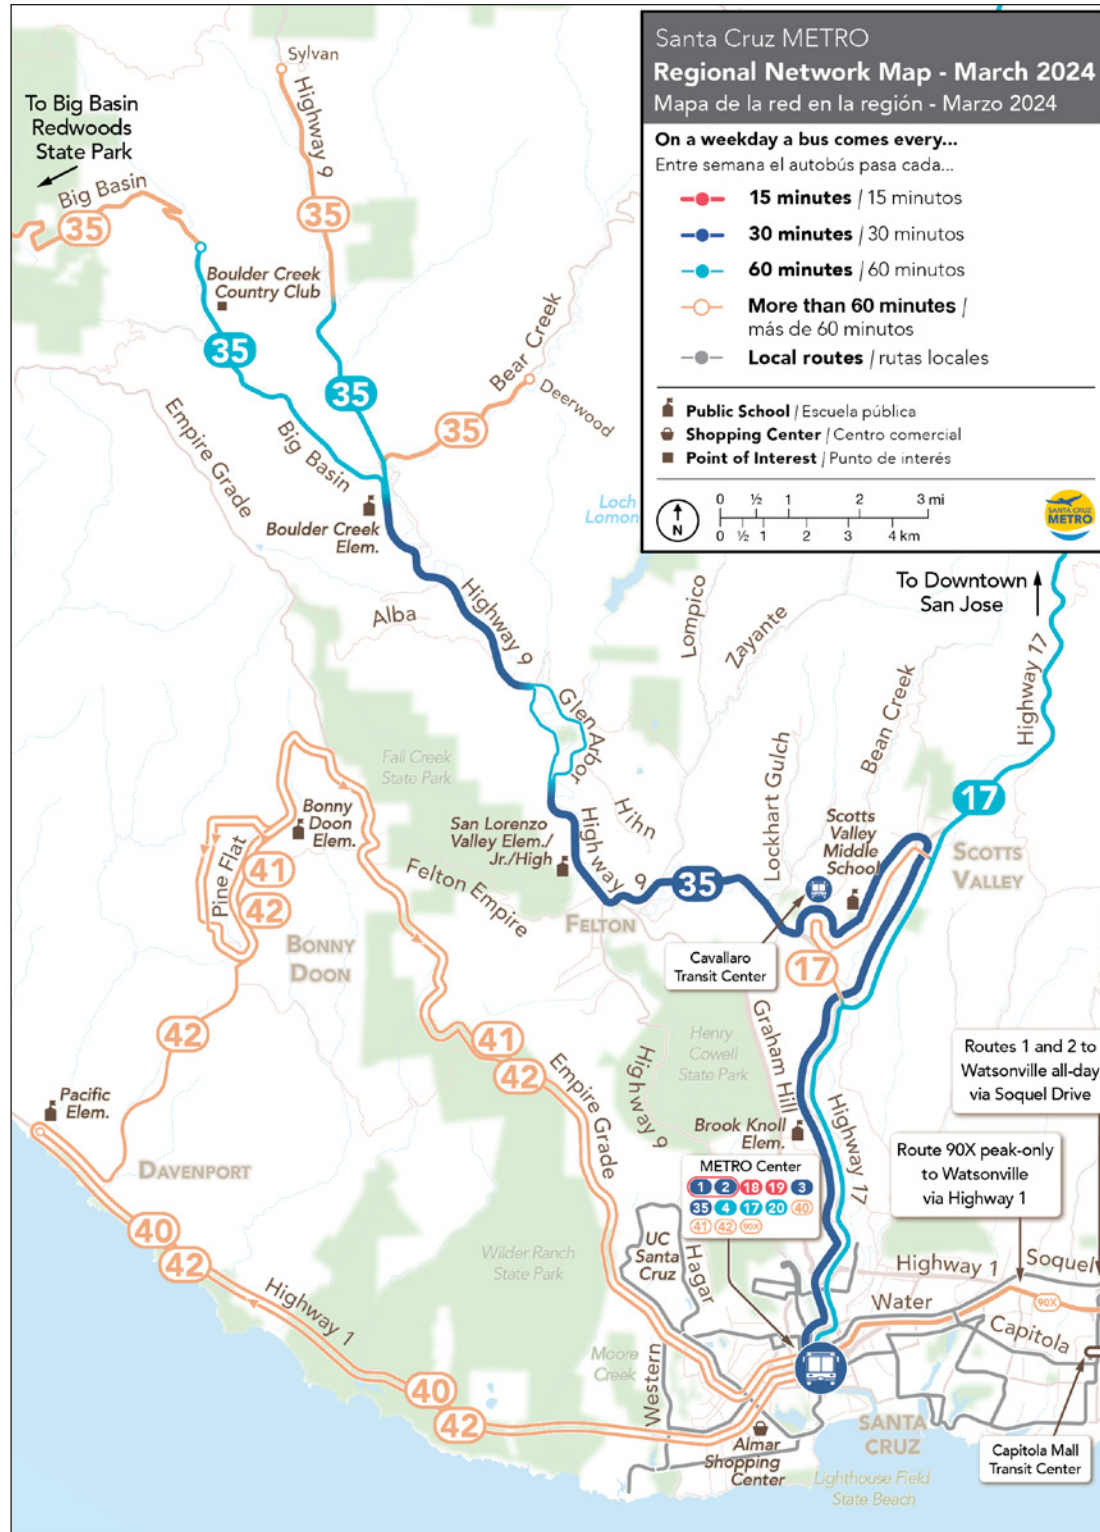 Santa Cruz METRO
Regional Network Map - March 2024
Mapa de la red en la región - Marzo 2024
On a weekday a bus comes every...
Entre semana el autobús pasa cada...
15 minutes / 15 minutos
30 minutes / 30 minutos
60 minutes / 60 minutos
More than 60 minutes /
más de 60 minutos
Local routes / rutas locales
Public School / Escuela pública
Shopping Center / Centro comercial
Point of Interest / Punto de interés
0 ½ 1 2 3 mi
0 ½ 1 2 3 4 km
N
SANTA CRUZ
METRO
Sylvan
Highway 9
To Big Basin
Redwoods
State Park
Big Basin
35
35
Boulder Creek
Country Club
35
35
Bear Creek
Deerwood
35
Empire Grade
Big Basin
Boulder Creek
Elem.
Loch
Lomon
To Downtown
San Jose
Highway 9
Alba
Lompico
Zayante
Highway 17
Bean Creek
Glen Arbor
Fall Creek
State Park
Lockhart Gulch
Hihn
17
Bonny
Doon
Elem.
San Lorenzo
Valley Elem./
Jr./High
Highway 9
Scotts
Valley
Middle
School
SCOTTS
VALLEY
Pine Flat
41
42
Felton Empire
35
FELTON
BONNY
DOON
Cavallaro
Transit Center
17
42
41
42
Empire Grade
Highway 9
Henry
Cowell
State Park
Graham Hill
Routes 1 and 2 to
Watsonville all-day
via Soquel Drive
Pacific
Elem.
Brook Knoll
Elem.
Highway 17
DAVENPORT
METRO Center
1 2 18 19 3
35 4 17 20 40
41 42 90X
Route 90X peak-only
to Watsonville
via Highway 1
40
42
UC
Santa
Cruz
Hagar
Wilder Ranch
State Park
Highway 1
Soquel
Highway 1
Water
90X
Capitola
Moore
Creek
Western
40
42
Almar
Shopping
Center
SANTA
CRUZ
Capitola Mall
Transit Center
Lighthouse Field
State Beach